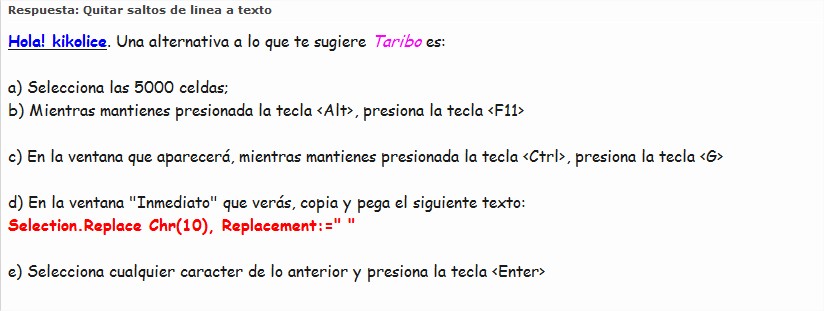 Respuesta: Quitar saltos de linea a texto
Hola! kikolice. Una alternativa a lo que te sugiere Taribo es:
a) Selecciona las 5000 celdas;
b) Mientras mantienes presionada la tecla <Alt>, presiona la tecla <F11>
c) En la ventana que aparecerá, mientras mantienes presionada la tecla <Ctrl>, presiona la tecla <G>
d) En la ventana "Inmediato" que verás, copia y pega el siguiente texto:
Selection.Replace Chr(10), Replacement:=" "
e) Selecciona cualquier caracter de lo anterior y presiona la tecla <Enter>